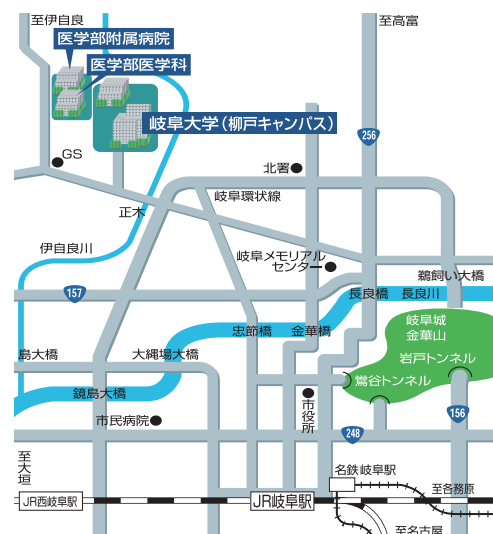 至伊自良
至高富
医学部附属病院
医学部医学科
岐阜大学（柳戸キャンパス）
256
GS
北署
岐阜環状線
正木
伊自良川
岐阜メモリアル
センター
鵜飼い大橋
157
長良橋
長良川
岐阜城
金華山
忠節橋
金華橋
島大橋
大縄場大橋
岩戸トンネル
鶯谷トンネル
鏡島大橋
市役所
156
市民病院
248
至大垣
名鉄岐阜駅
至各務原
JR西岐阜駅
JR岐阜駅
至名古屋